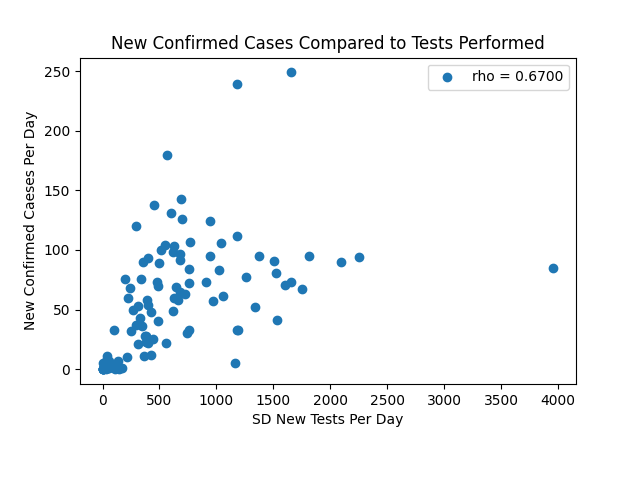 New Confirmed Cases Compared to Tests Performed
rho = 0.6700
New Confirmed Caeses Per Day
250
200
150
100
50
0
0 500 1000 1500 2000 2500 3000 3500 4000
SD New Tests Per Day